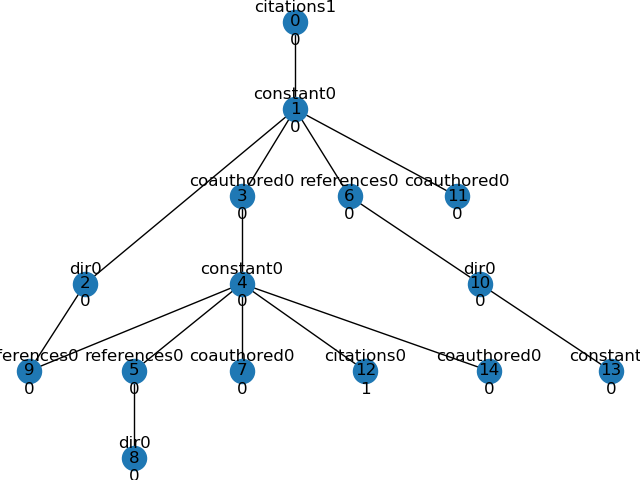 citations1
0
0
constant0
1
0
coauthored0 references0 coauthored0
3 6 11
0 0 0
dir0 constant0 dir0
2 4 10
0 0 0
ferences0 references0 coauthored0 citations0 coauthored0 constant
9 5 7 12 14 13
0 0 0 1 0 0
dir0
8
0